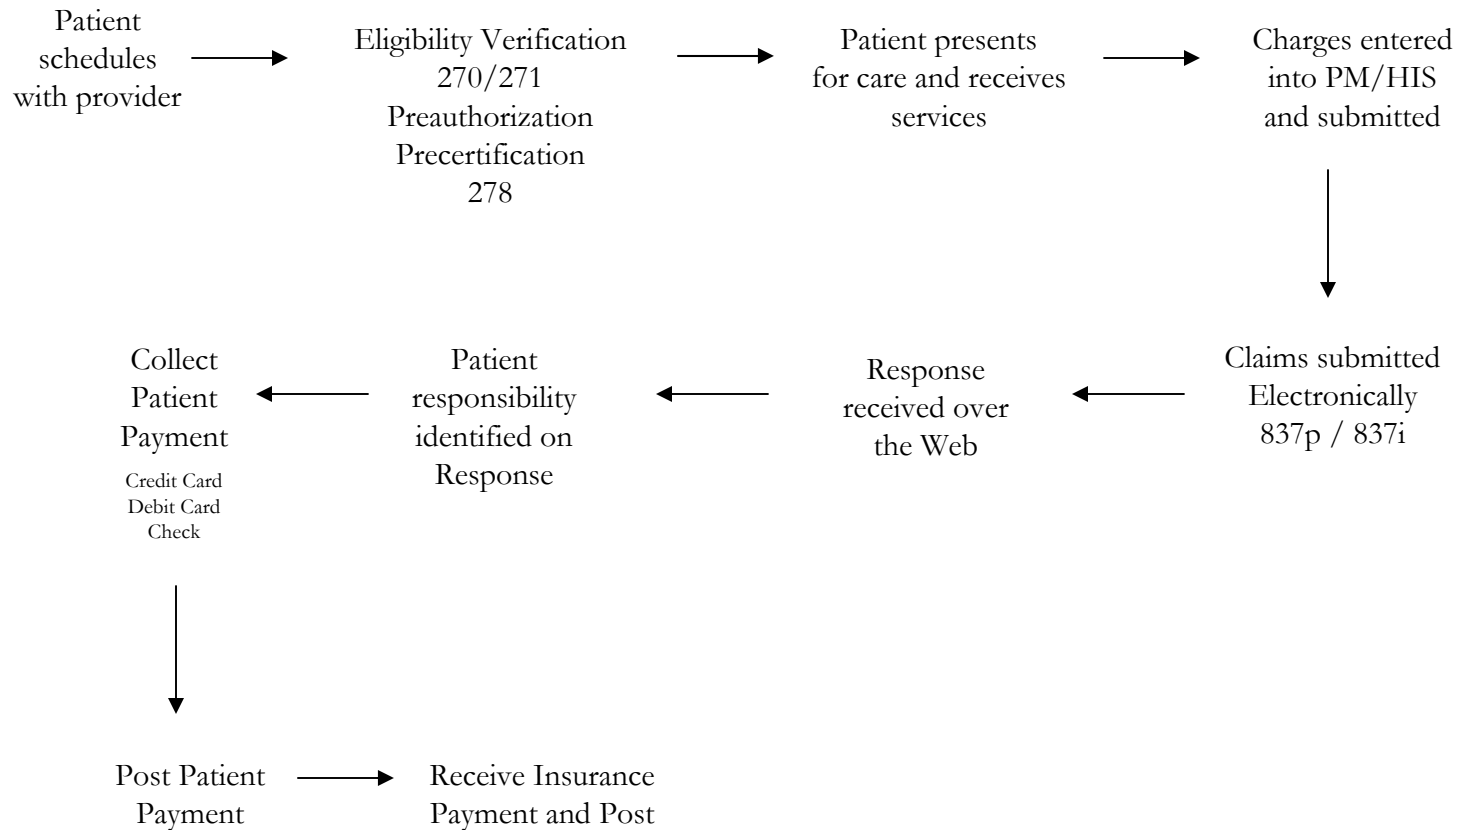 Patient
schedules
with provider
Eligibility Verification
270/271
Preauthorization
Precertification
278
Patient presents
for care and receives
services
Charges entered
into PM/HIS
and submitted
Claims submitted
Electronically
837p / 837i
Response
received over
the Web
Patient
responsibility
identified on
Response
Collect
Patient
Payment
Credit Card
Debit Card
Check
Post Patient
Payment
Receive Insurance
Payment and Post